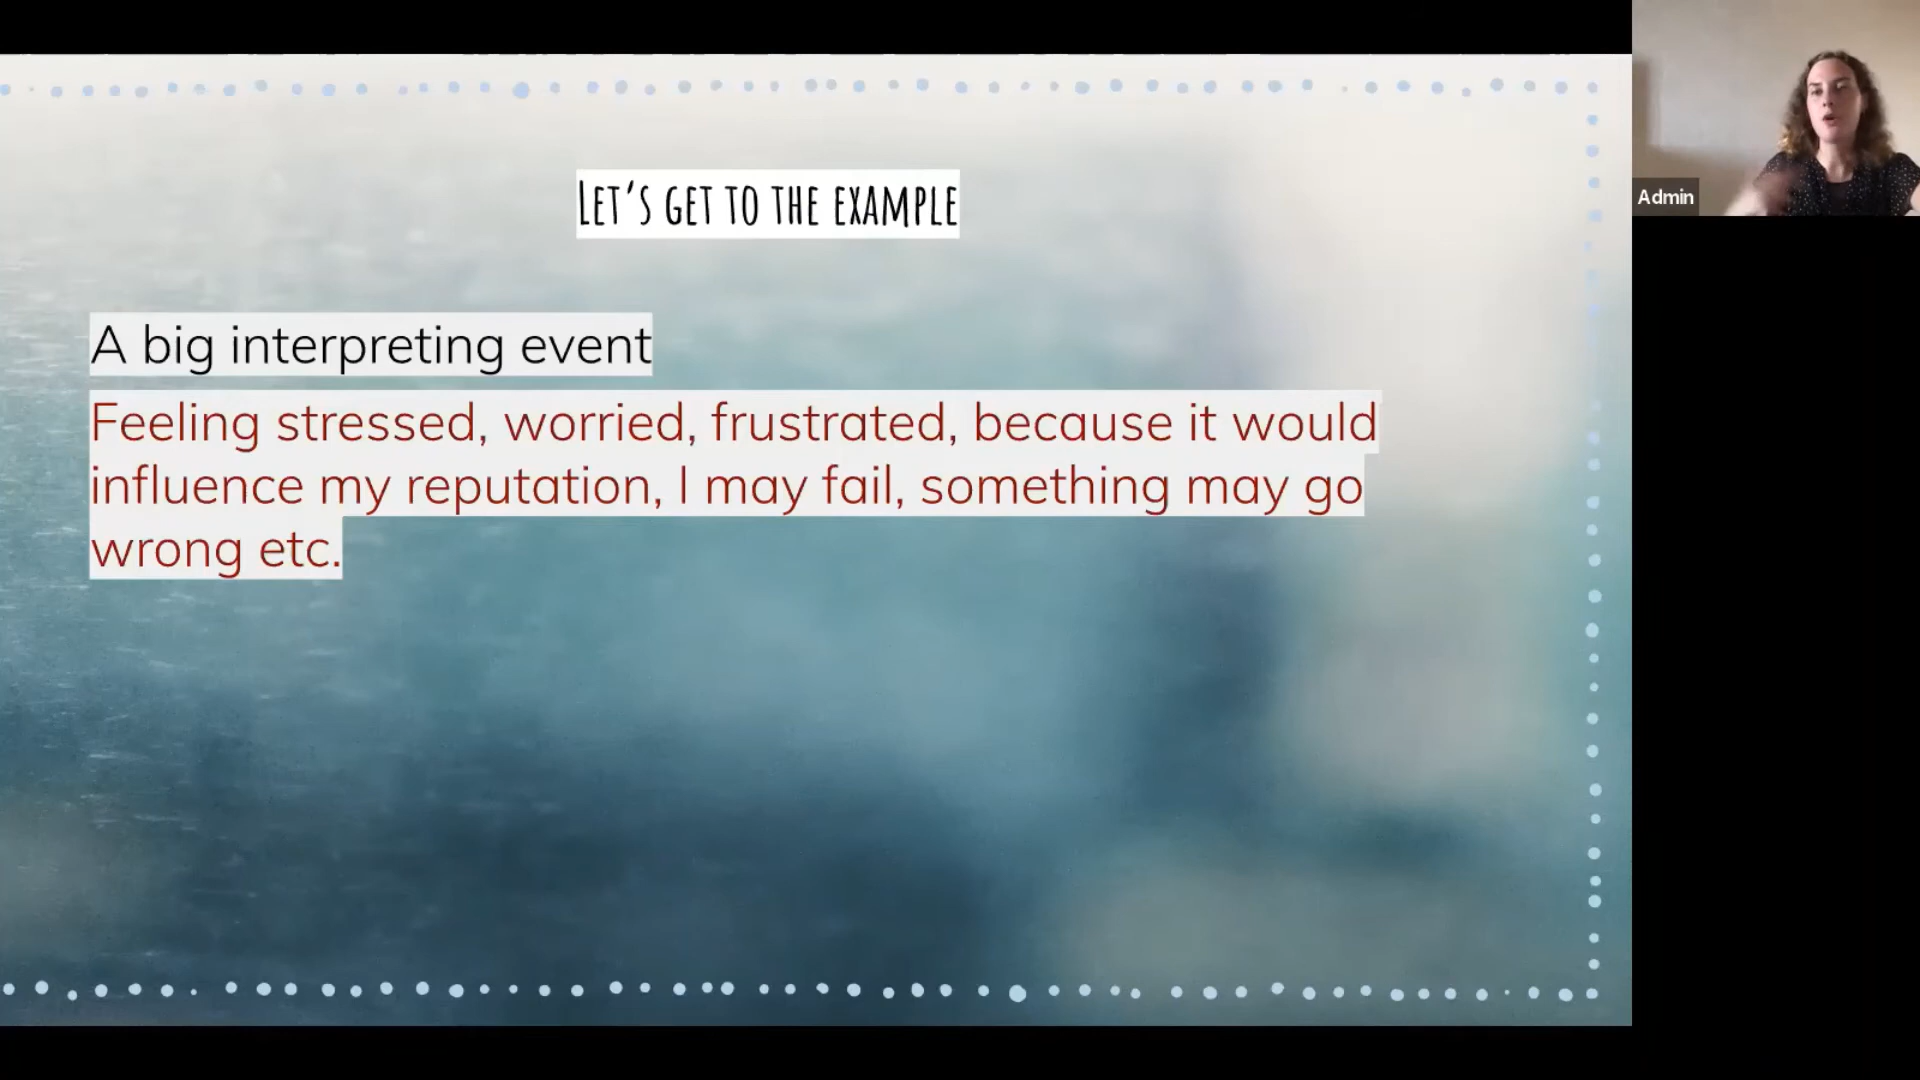 Let's get to the example
A big interpreting event
Feeling stressed, worried, frustrated, because it would
influence my reputation, I may fail, something may go
wrong etc.
Admin